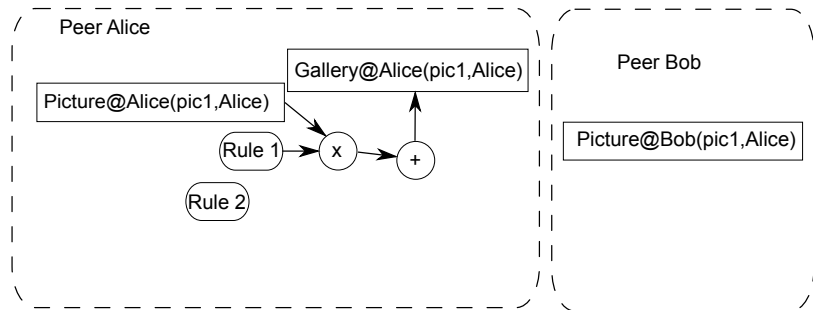 Peer Alice
Gallery@Alice(pic1,Alice)
Peer Bob
Picture@Alice(pic1,Alice)
Picture@Bob(pic1,Alice)
Rule 1
x
+
Rule 2